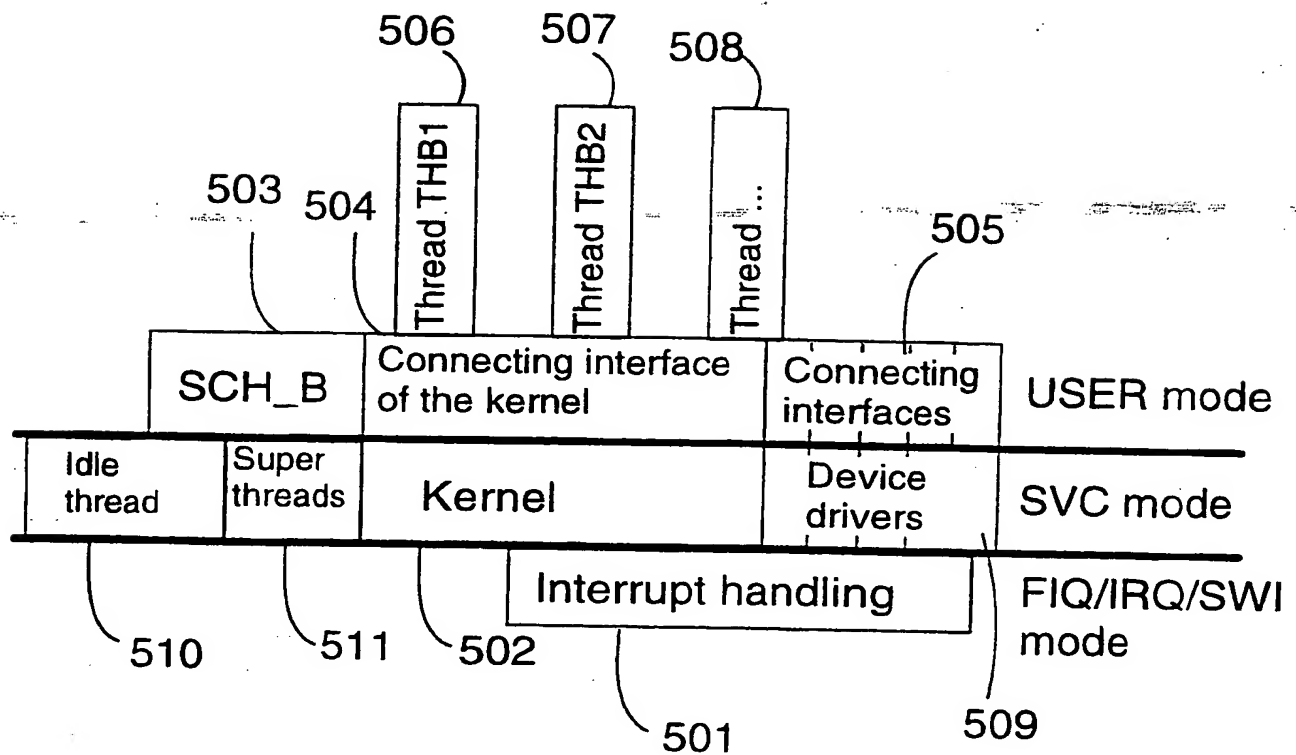 506
507
508
Thread THB1
Thread THB2
Thread ...
503
504
505
SCH_B
Connecting interface
of the kernel
Connecting
interfaces
USER mode
Idle
thread
Super
threads
Kernel
Device
drivers
SVC mode
Interrupt handling
FIQ/IRQ/SWI
mode
510
511
502
501
509